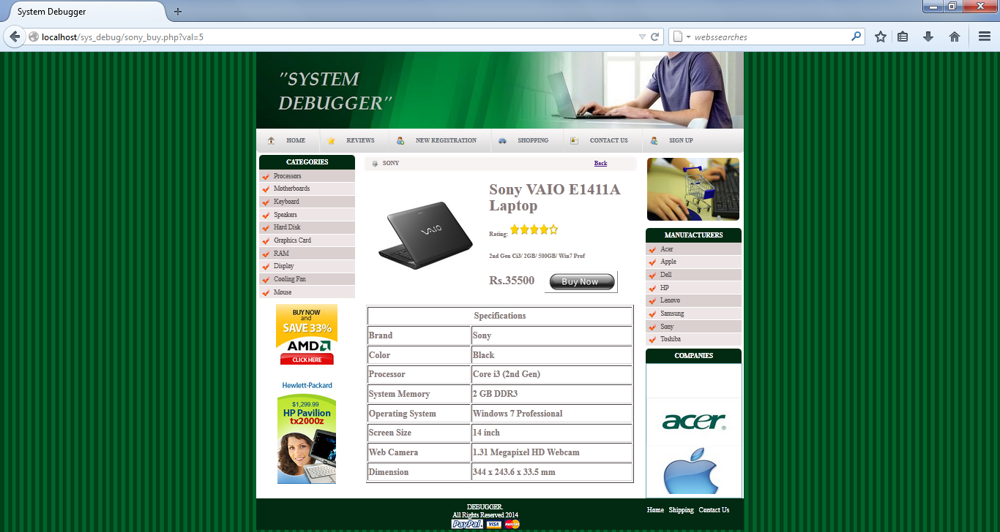 System Debugger
localhost/sys_debug/sony_buy.php?val=5
webssearches
"SYSTEM
DEBUGGER"
HOME
REVIEWS
NEW REGISTRATION
SHOPPING
CONTACT US
SIGN UP
CATEGORIES
Processors
Motherboards
Keyboard
Speakers
Hard Disk
Graphics Card
RAM
Display
Cooling Fan
Mouse
BUY NOW
and
SAVE 33%
AMD
CLICK HERE
Hewlett-Packard
$1,299.99
HP Pavilion
tx2000z
SONY
Back
VAIO
Sony VAIO E1411A
Laptop
Rating:
2nd Gen Ci3/ 2GB/ 500GB/ Win7 Prof
Rs.35500
Buy Now
Specifications
Brand Sony
Color Black
Processor Core i3 (2nd Gen)
System Memory 2 GB DDR3
Operating System Windows 7 Professional
Screen Size 14 inch
Web Camera 1.31 Megapixel HD Webcam
Dimension 344 x 243.6 x 33.5 mm
MANUFACTURERS
Acer
Apple
Dell
HP
Lenovo
Samsung
Sony
Toshiba
COMPANIES
acer®
DEBUGGER.
All Rights Reserved 2014
PayPal VISA MasterCard
Home Shopping Contact Us